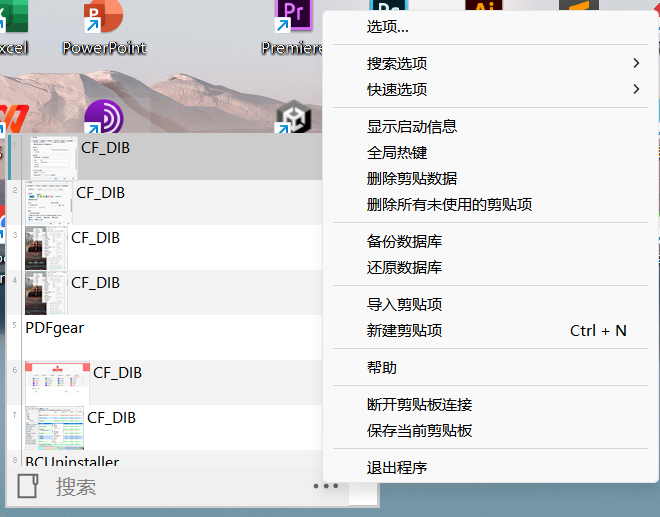 xcel
PowerPoint
Premiere
选项...
搜索选项
快速选项
显示启动信息
全局热键
删除剪贴数据
删除所有未使用的剪贴项
备份数据库
还原数据库
导入剪贴项
新建剪贴项 Ctrl + N
帮助
断开剪贴板连接
保存当前剪贴板
退出程序
1 CF_DIB
2 CF_DIB
3 CF_DIB
4 CF_DIB
5 PDFgear
6 CF_DIB
7 CF_DIB
8 BCUninstaller
搜索